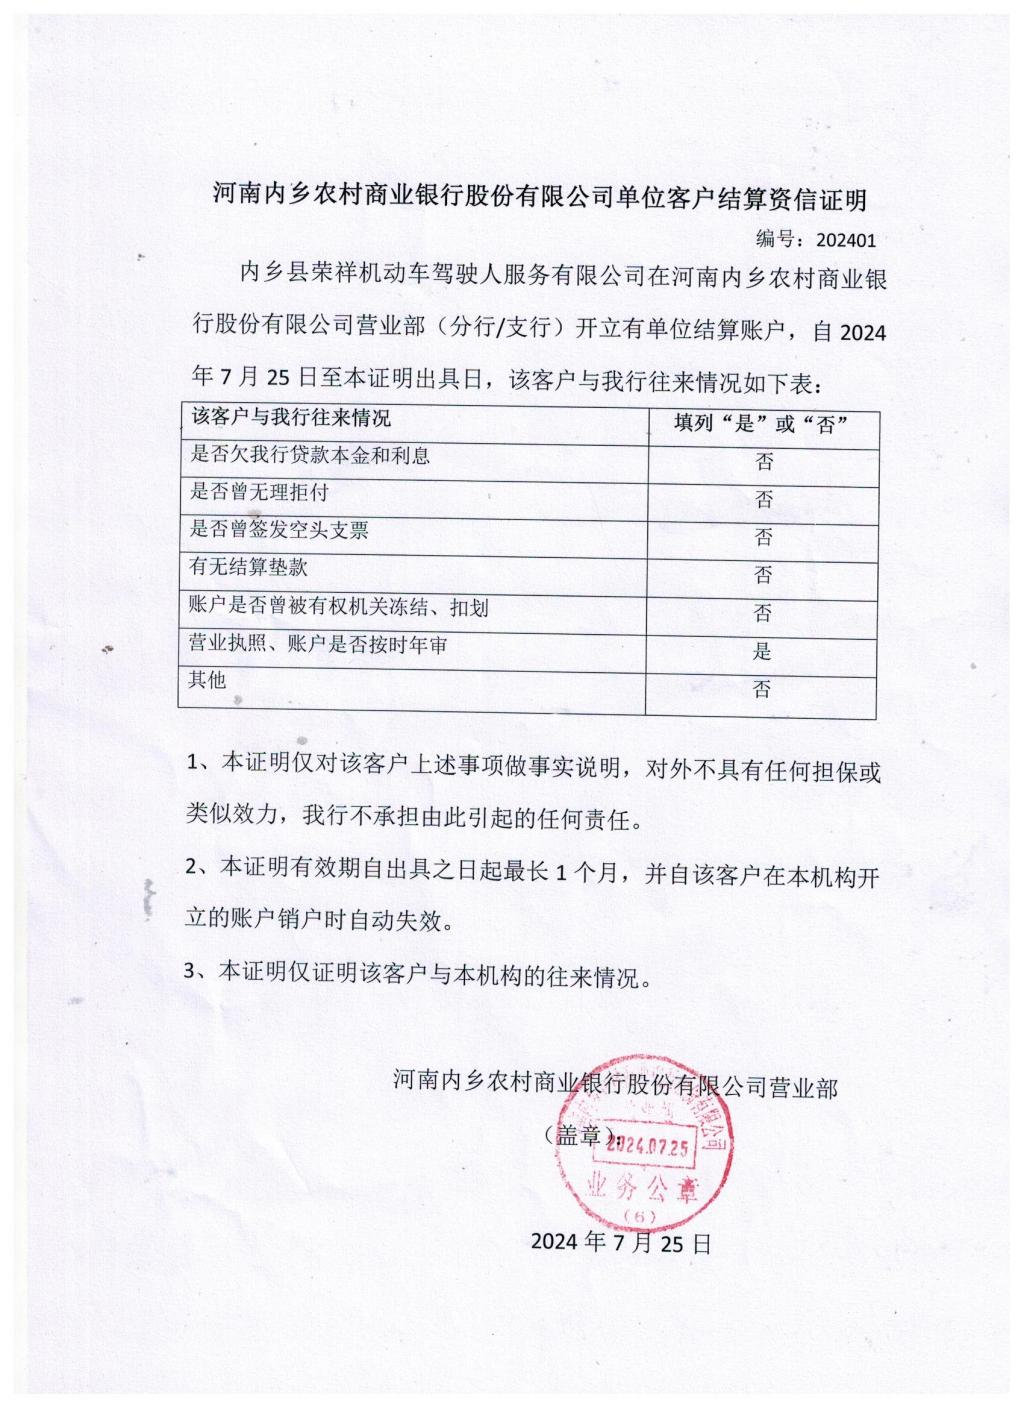 河南内乡农村商业银行股份有限公司单位客户结算资信证明
编号：202401
内乡县荣祥机动车驾驶人服务有限公司在河南内乡农村商业银
行股份有限公司营业部（分行/支行）开立有单位结算账户，自 2024
年 7 月 25 日至本证明出具日，该客户与我行往来情况如下表：
该客户与我行往来情况 填列“是”或“否”
是否欠我行贷款本金和利息 否
是否曾无理拒付 否
是否曾签发空头支票 否
有无结算垫款 否
账户是否曾被有权机关冻结、扣划 否
营业执照、账户是否按时年审 是
其他 否
1、本证明仅对该客户上述事项做事实说明，对外不具有任何担保或
类似效力，我行不承担由此引起的任何责任。
2、本证明有效期自出具之日起最长 1 个月，并自该客户在本机构开
立的账户销户时自动失效。
3、本证明仅证明该客户与本机构的往来情况。
河南内乡农村商业银行股份有限公司营业部
（盖章）：
有限公司
2024.07.25
业务公章
（6）
2024 年 7 月 25 日